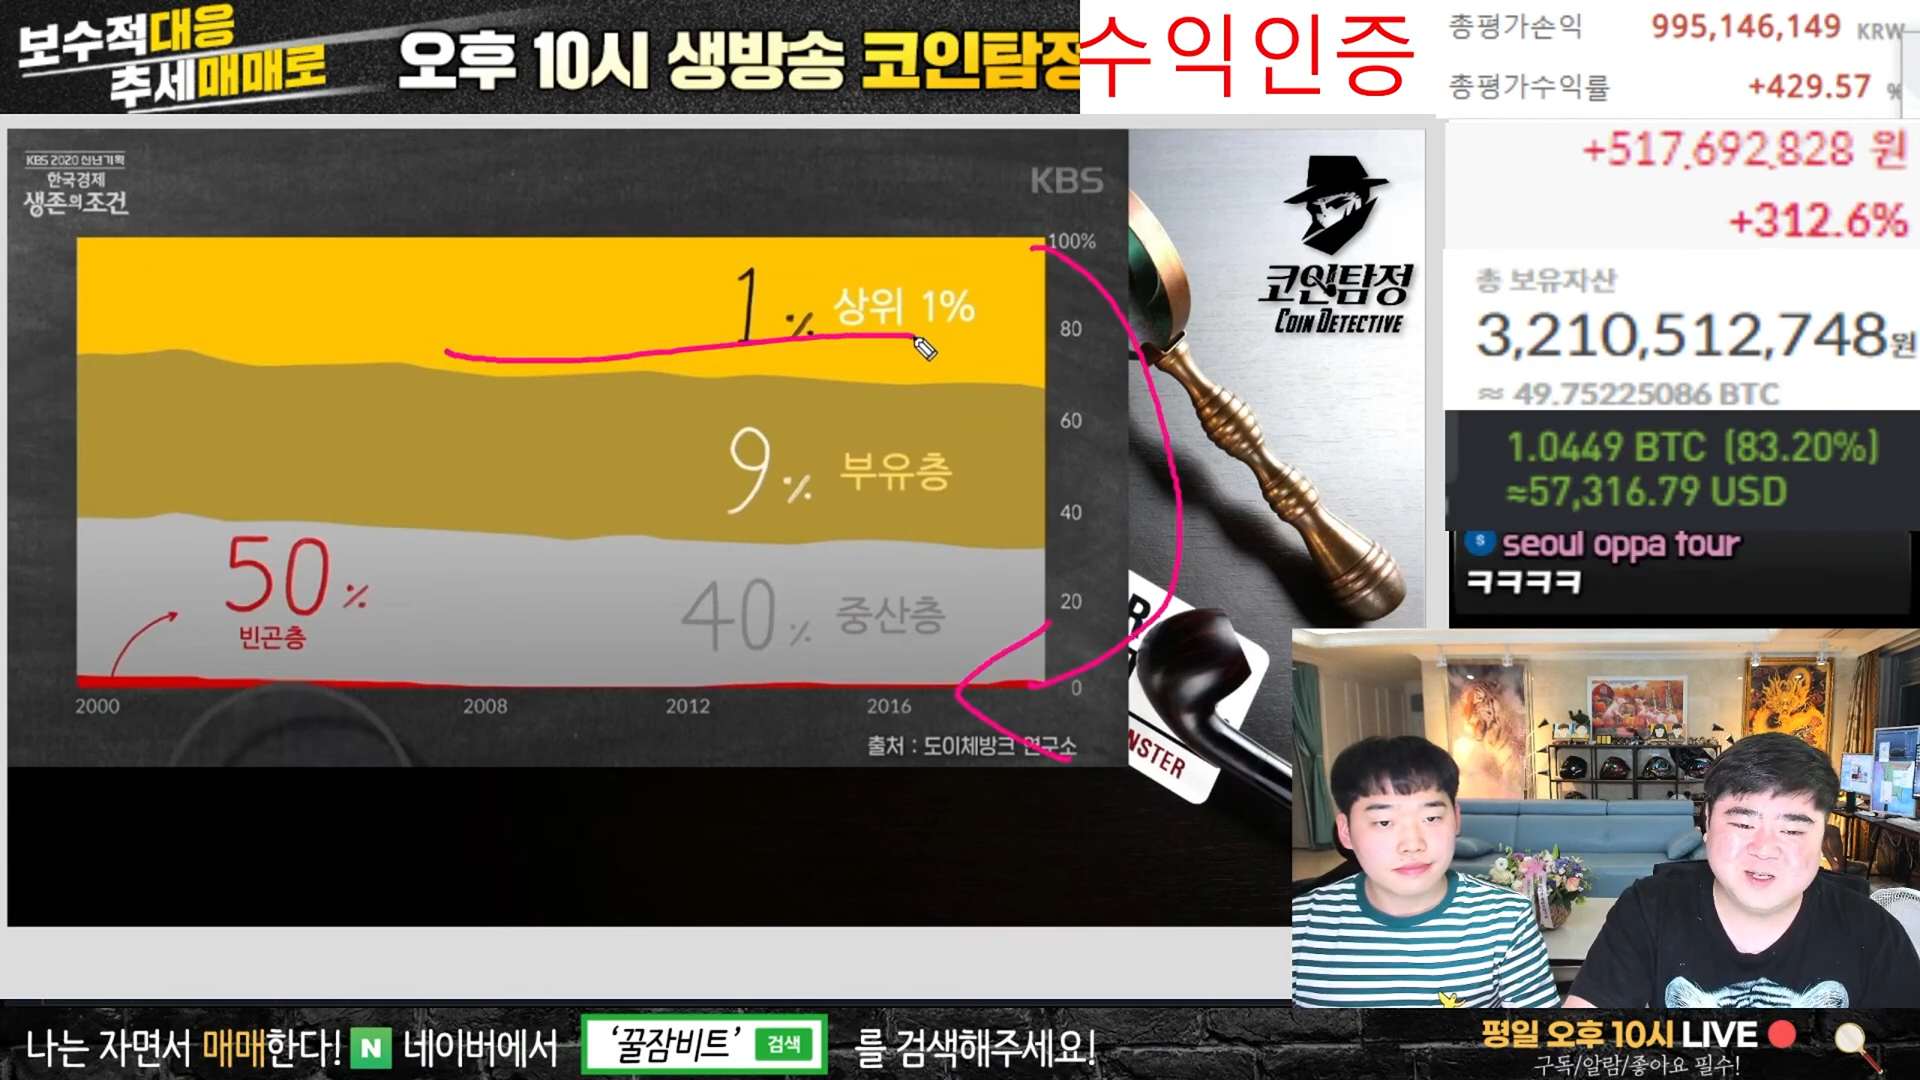 보수적대응
추세매매로
오후 10시 생방송 코인탐정
수익인증
총평가손익 995,146,149 KRW
총평가수익률 +429.57 %
+517,692,828 원
+312.6%
총 보유자산
3,210,512,748원
≈ 49.75225086 BTC
1.0449 BTC (83.20%)
≈57,316.79 USD
S seoul oppa tour
ㅋㅋㅋㅋ
KBS 2020 신년기획
한국경제
생존의조건
KBS
100%
80
60
40
20
0
1% 상위 1%
9% 부유층
50%
빈곤층
40% 중산층
2000 2008 2012 2016
출처 : 도이체방크 연구소
코인탐정
COIN DETECTIVE
NSTER
나는 자면서 매매한다! N 네이버에서 '꿀잠비트' 검색 를 검색해주세요!
평일 오후 10시 LIVE
구독/알람/좋아요 필수!